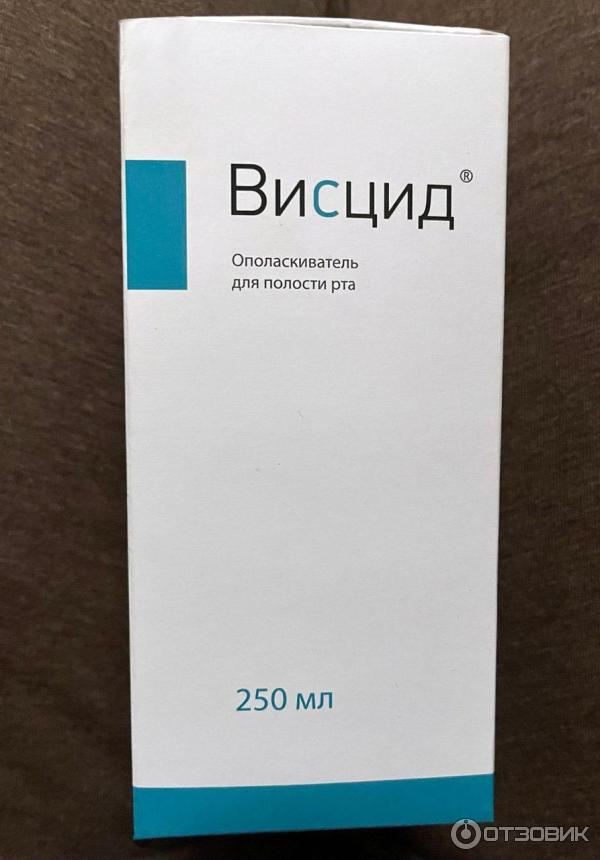 Висцид®
Ополаскиватель
для полости рта
250 мл
ОТЗОВИК